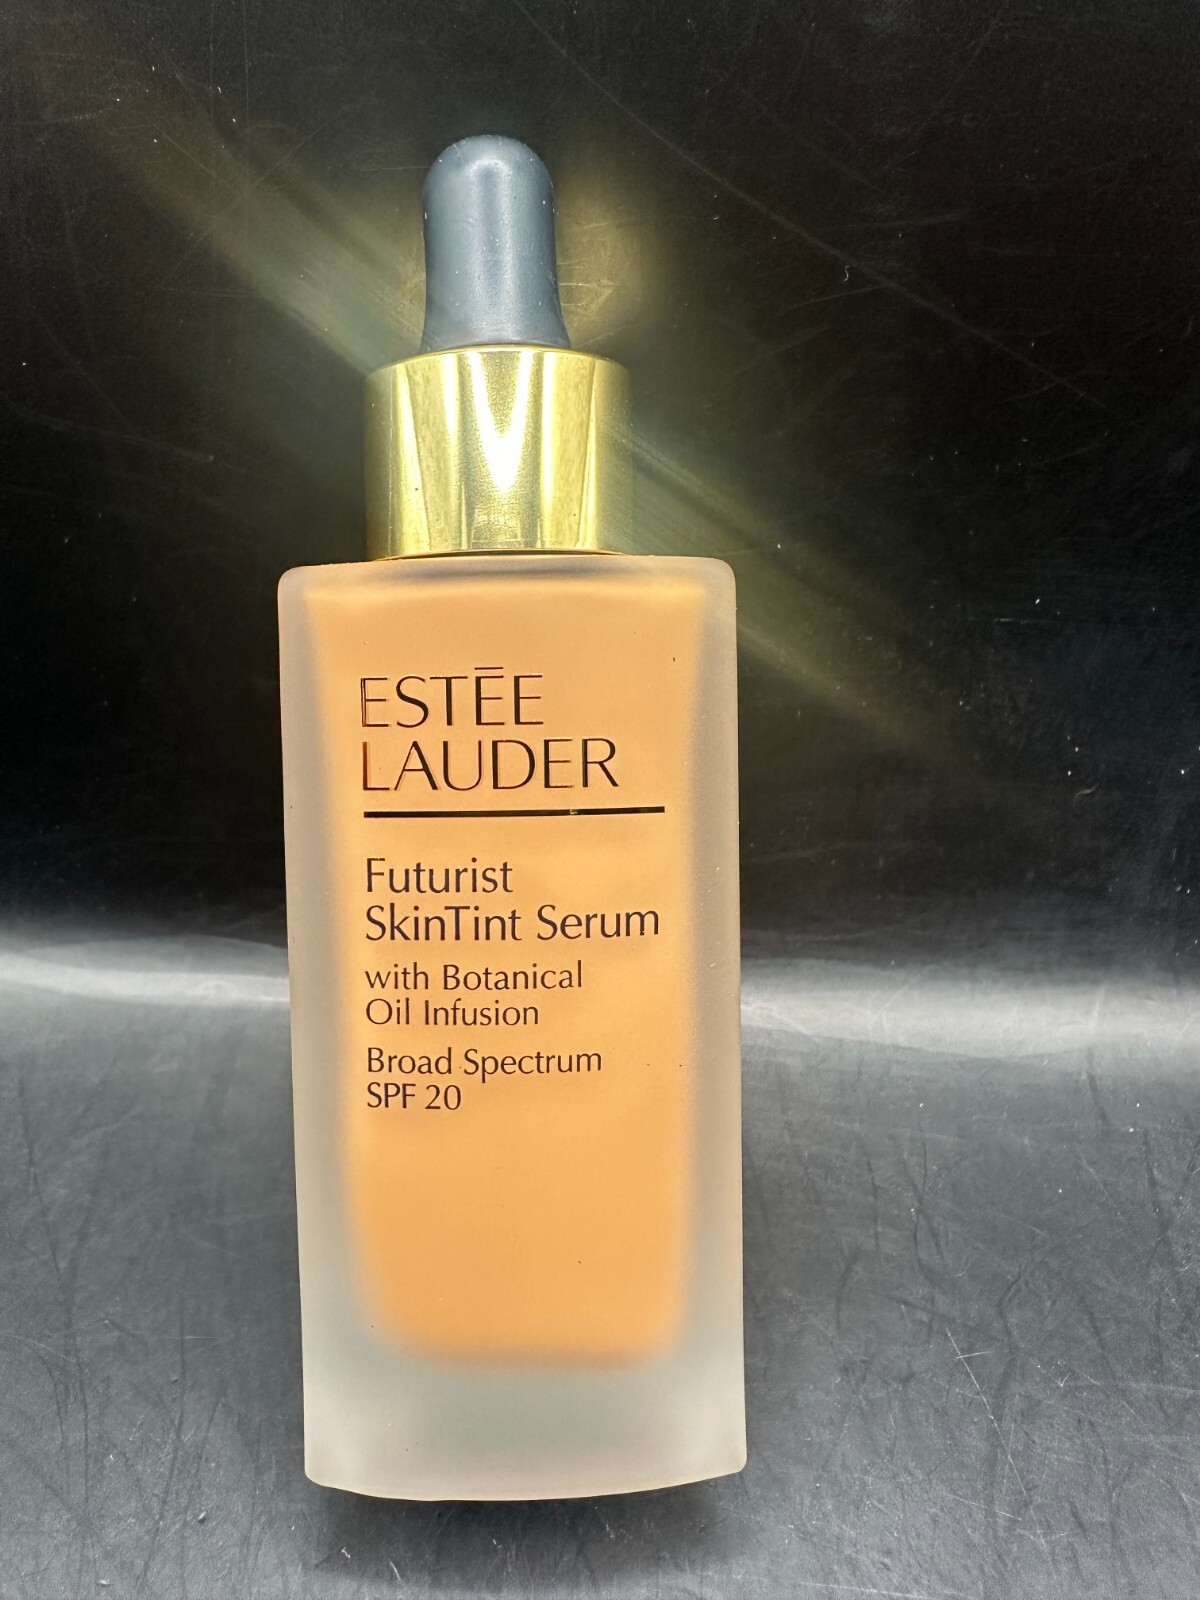 ESTĒE
LAUDER
Futurist
SkinTint Serum
with Botanical
Oil Infusion
Broad Spectrum
SPF 20